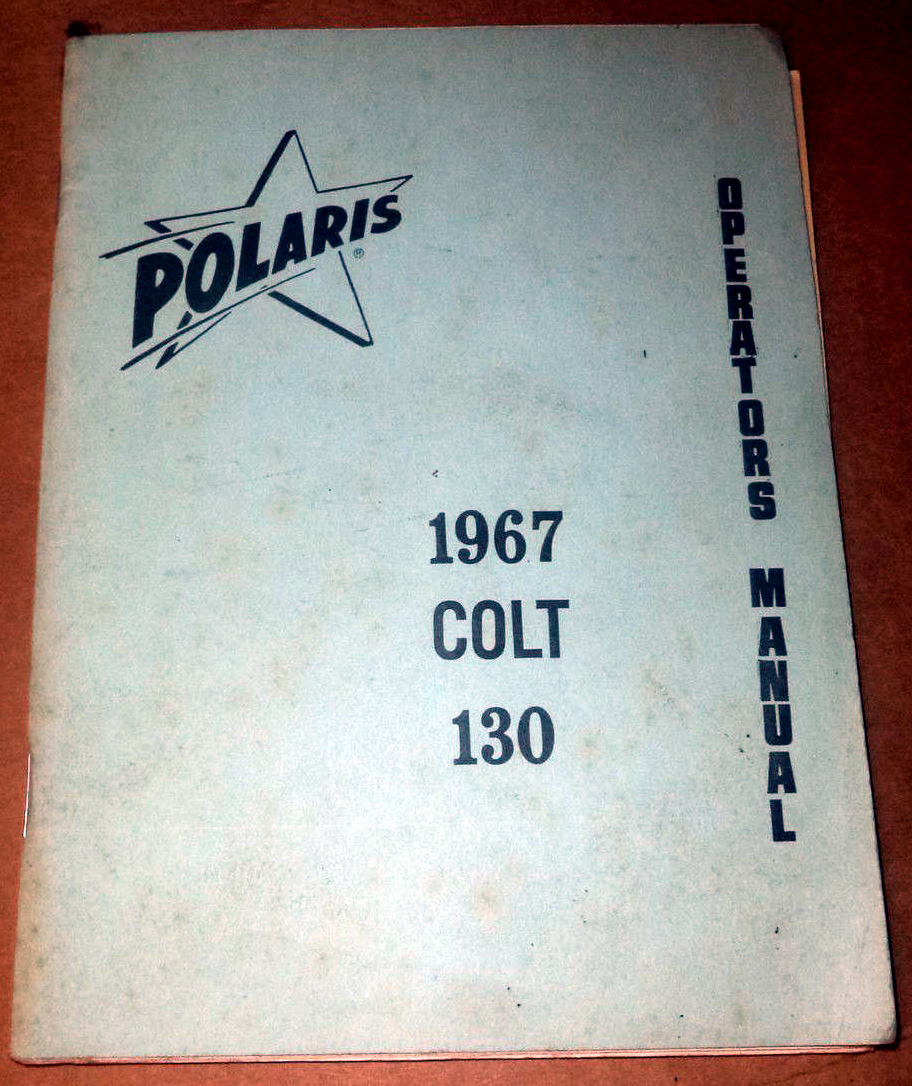 POLARIS®
1967
COLT
130
OPERATORS MANUAL